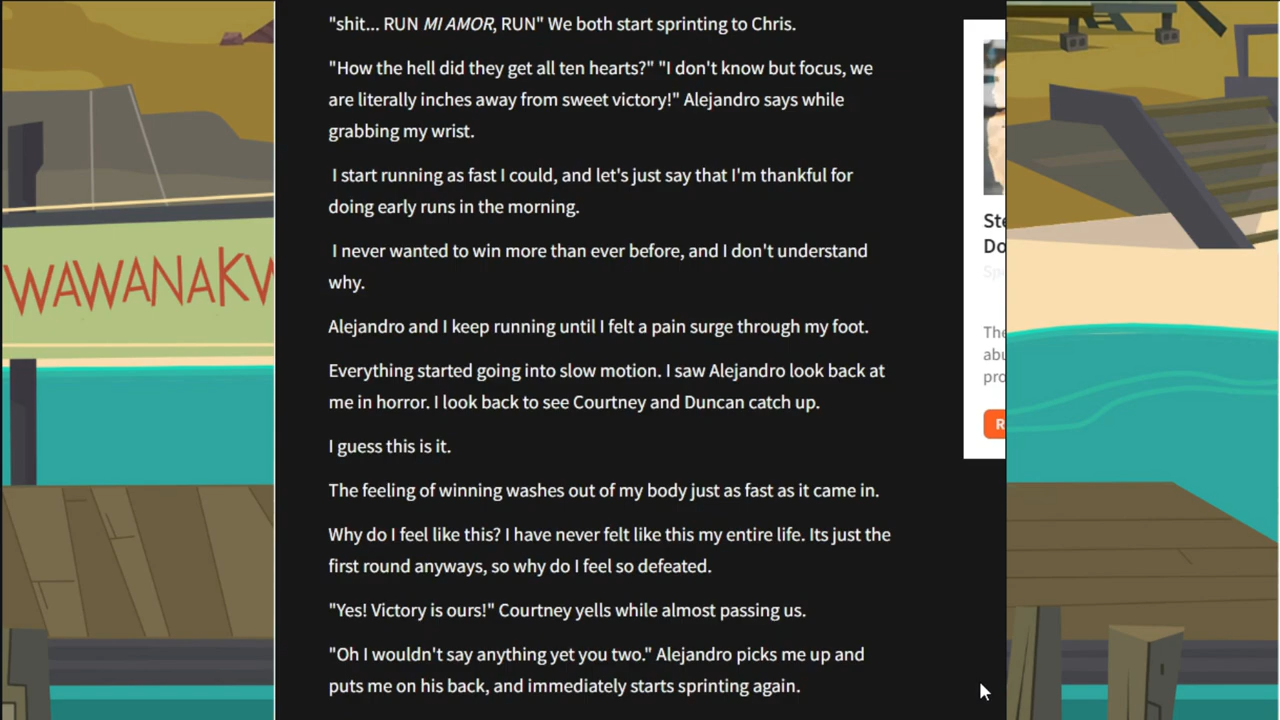 "shit... RUN MI AMOR, RUN" We both start sprinting to Chris.
"How the hell did they get all ten hearts?" "I don't know but focus, we
are literally inches away from sweet victory!" Alejandro says while
grabbing my wrist.
I start running as fast I could, and let's just say that I'm thankful for
doing early runs in the morning.
I never wanted to win more than ever before, and I don't understand
why.
Alejandro and I keep running until I felt a pain surge through my foot.
Everything started going into slow motion. I saw Alejandro look back at
me in horror. I look back to see Courtney and Duncan catch up.
I guess this is it.
The feeling of winning washes out of my body just as fast as it came in.
Why do I feel like this? I have never felt like this my entire life. Its just the
first round anyways, so why do I feel so defeated.
"Yes! Victory is ours!" Courtney yells while almost passing us.
"Oh I wouldn't say anything yet you two." Alejandro picks me up and
puts me on his back, and immediately starts sprinting again.
WAWANAKW
Ste
Do
Spe
The
abu
pro
R